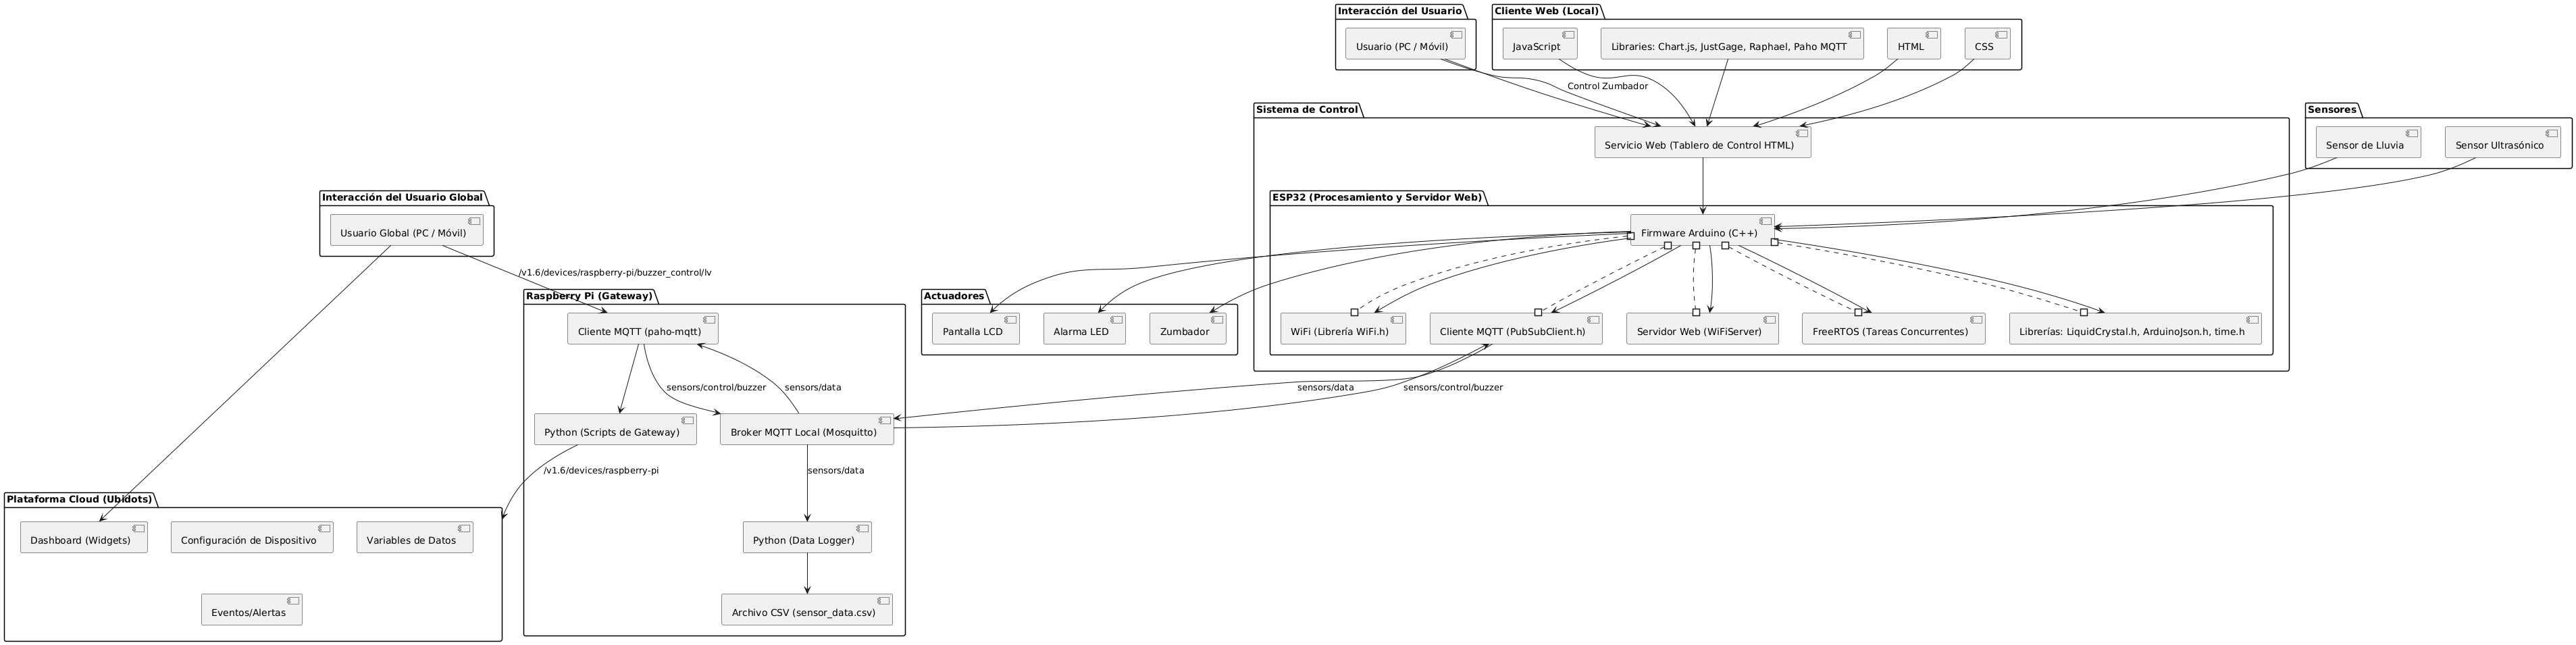 Interacción del Usuario
Usuario (PC / Móvil)
Cliente Web (Local)
JavaScript
Libraries: Chart.js, JustGage, Raphael, Paho MQTT
HTML
CSS
Control Zumbador
Sistema de Control
Servicio Web (Tablero de Control HTML)
Sensores
Sensor de Lluvia
Sensor Ultrasónico
Interacción del Usuario Global
Usuario Global (PC / Móvil)
ESP32 (Procesamiento y Servidor Web)
Firmware Arduino (C++)
/v1.6/devices/raspberry-pi/buzzer_control/lv
Raspberry Pi (Gateway)
Cliente MQTT (paho-mqtt)
Actuadores
Pantalla LCD
Alarma LED
Zumbador
WiFi (Librería WiFi.h)
Cliente MQTT (PubSubClient.h)
Servidor Web (WiFiServer)
FreeRTOS (Tareas Concurrentes)
Librerías: LiquidCrystal.h, ArduinoJson.h, time.h
sensors/control/buzzer
sensors/data
sensors/data
sensors/control/buzzer
Python (Scripts de Gateway)
Broker MQTT Local (Mosquitto)
/v1.6/devices/raspberry-pi
sensors/data
Plataforma Cloud (Ubidots)
Dashboard (Widgets)
Configuración de Dispositivo
Variables de Datos
Python (Data Logger)
Eventos/Alertas
Archivo CSV (sensor_data.csv)